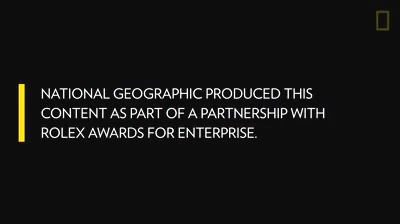 NATIONAL GEOGRAPHIC PRODUCED THIS
CONTENT AS PART OF A PARTNERSHIP WITH
ROLEX AWARDS FOR ENTERPRISE.